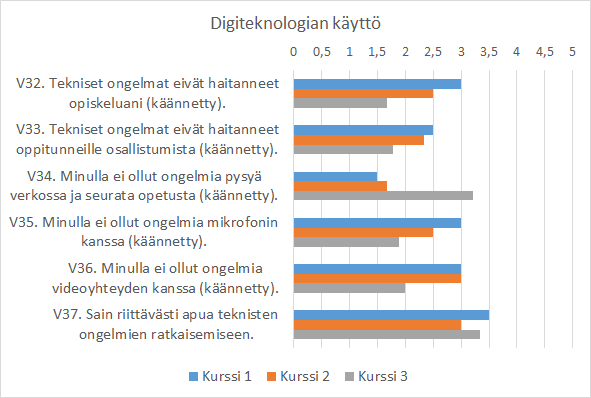 Digiteknologian käyttö
0 0,5 1 1,5 2 2,5 3 3,5 4 4,5 5
V32. Tekniset ongelmat eivät haitanneet
opiskeluani (käännetty).
V33. Tekniset ongelmat eivät haitanneet
oppitunneille osallistumista (käännetty).
V34. Minulla ei ollut ongelmia pysyä
verkossa ja seurata opetusta (käännetty).
V35. Minulla ei ollut ongelmia mikrofonin
kanssa (käännetty).
V36. Minulla ei ollut ongelmia
videoyhteyden kanssa (käännetty).
V37. Sain riittävästi apua teknisten
ongelmien ratkaisemiseen.
Kurssi 1 Kurssi 2 Kurssi 3